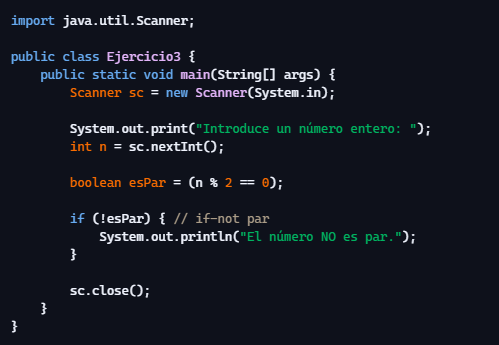 import java.util.Scanner;
public class Ejercicio3 {
    public static void main(String[] args) {
        Scanner sc = new Scanner(System.in);
        System.out.print("Introduce un número entero: ");
        int n = sc.nextInt();
        boolean esPar = (n % 2 == 0);
        if (!esPar) { // if-not par
            System.out.println("El número NO es par.");
        }
        sc.close();
    }
}